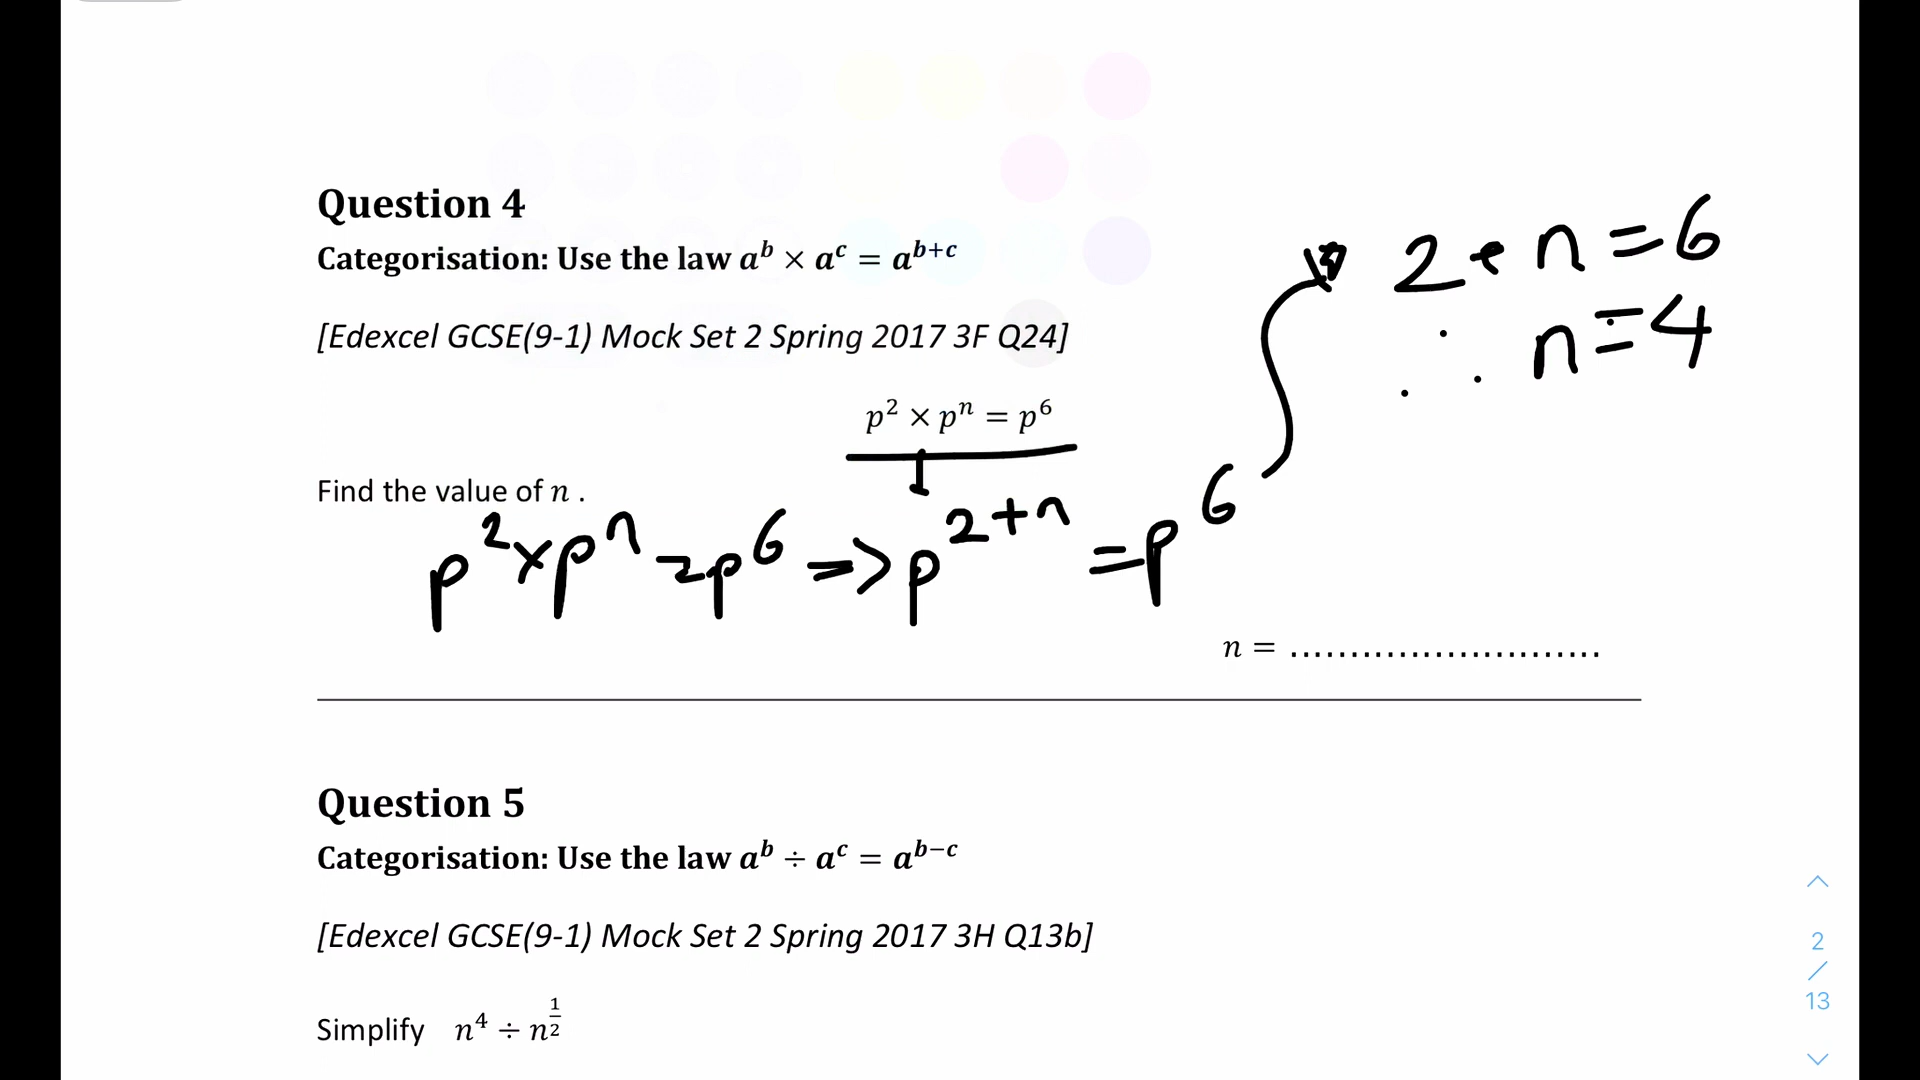 Question 4
Categorisation: Use the law a^b × a^c = a^{b+c}
[Edexcel GCSE(9-1) Mock Set 2 Spring 2017 3F Q24]
2 + n = 6
∴ n = 4
p² × pⁿ = p⁶
Find the value of n .
p² × pⁿ = p⁶ => p^{2+n} = p⁶
n = ..........................
Question 5
Categorisation: Use the law a^b ÷ a^c = a^{b−c}
[Edexcel GCSE(9-1) Mock Set 2 Spring 2017 3H Q13b]
Simplify n⁴ ÷ n^{1/2}
2
/
13